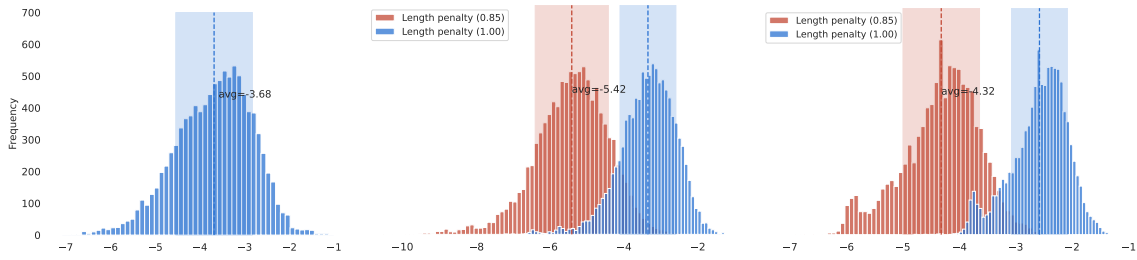 700
600
500
400
300
200
100
0
Frequency
avg=-3.68
−7 −6 −5 −4 −3 −2 −1
Length penalty (0.85)
Length penalty (1.00)
avg=-5.42
−10 −8 −6 −4 −2
Length penalty (0.85)
Length penalty (1.00)
avg=-4.32
−7 −6 −5 −4 −3 −2 −1